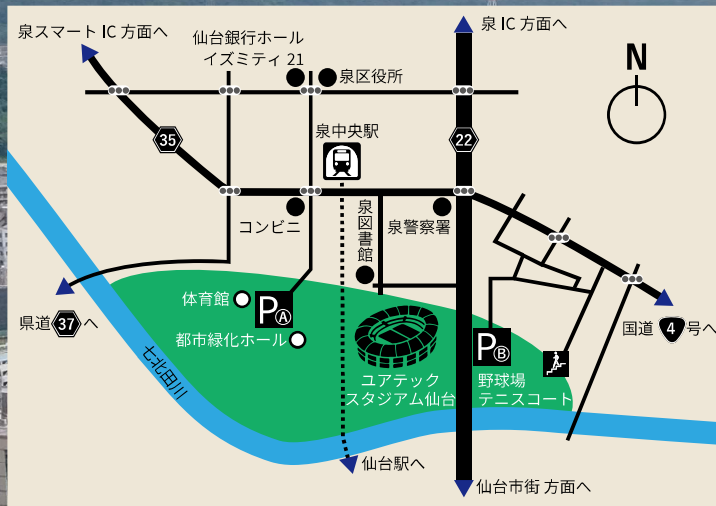 泉スマート IC 方面へ
仙台銀行ホール
イズミティ 21
泉区役所
泉 IC 方面へ
N
35
泉中央駅
22
コンビニ
泉図書館
泉警察署
体育館
P A
都市緑化ホール
県道 37 へ
七北田川
ユアテック
スタジアム仙台
P B
野球場
テニスコート
国道 4 号へ
仙台駅へ
仙台市街 方面へ